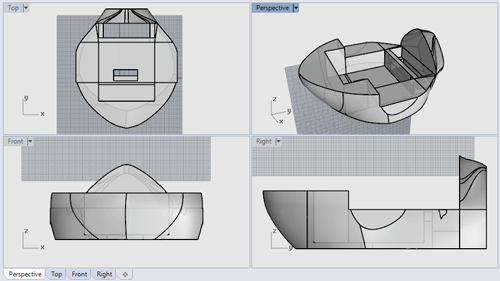 Top
Perspective
y
x
z
y
x
Front
Right
z
x
z
y
Perspective Top Front Right